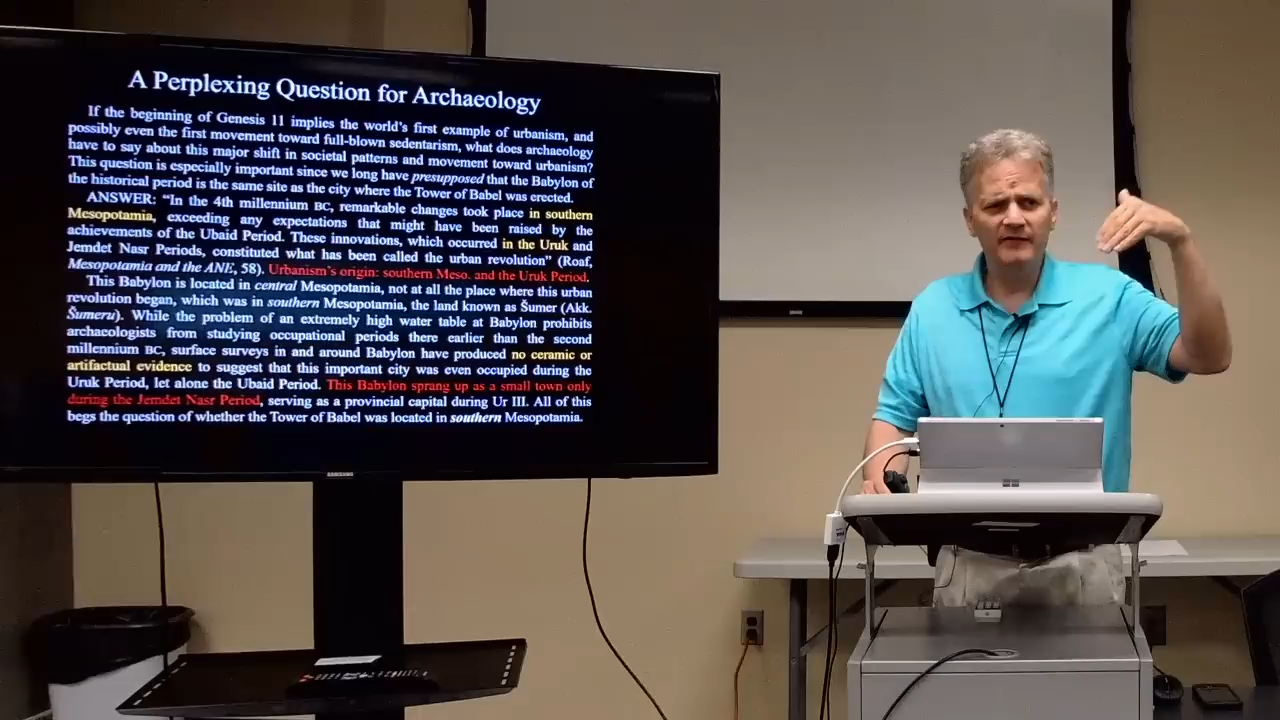 A Perplexing Question for Archaeology
If the beginning of Genesis 11 implies the world's first example of urbanism, and
possibly even the first movement toward full-blown sedentarism, what does archaeology
have to say about this major shift in societal patterns and movement toward urbanism?
This question is especially important since we long have presupposed that the Babylon of
the historical period is the same site as the city where the Tower of Babel was erected.
ANSWER: "In the 4th millennium BC, remarkable changes took place in southern
Mesopotamia, exceeding any expectations that might have been raised by the
achievements of the Ubaid Period. These innovations, which occurred in the Uruk and
Jemdet Nasr Periods, constituted what has been called the urban revolution" (Roaf,
Mesopotamia and the ANE, 58). Urbanism's origin: southern Meso. and the Uruk Period.
This Babylon is located in central Mesopotamia, not at all the place where this urban
revolution began, which was in southern Mesopotamia, the land known as Šumer (Akk.
Šumeru). While the problem of an extremely high water table at Babylon prohibits
archaeologists from studying occupational periods there earlier than the second
millennium BC, surface surveys in and around Babylon have produced no ceramic or
artifactual evidence to suggest that this important city was even occupied during the
Uruk Period, let alone the Ubaid Period. This Babylon sprang up as a small town only
during the Jemdet Nasr Period, serving as a provincial capital during Ur III. All of this
begs the question of whether the Tower of Babel was located in southern Mesopotamia.
SAMSUNG